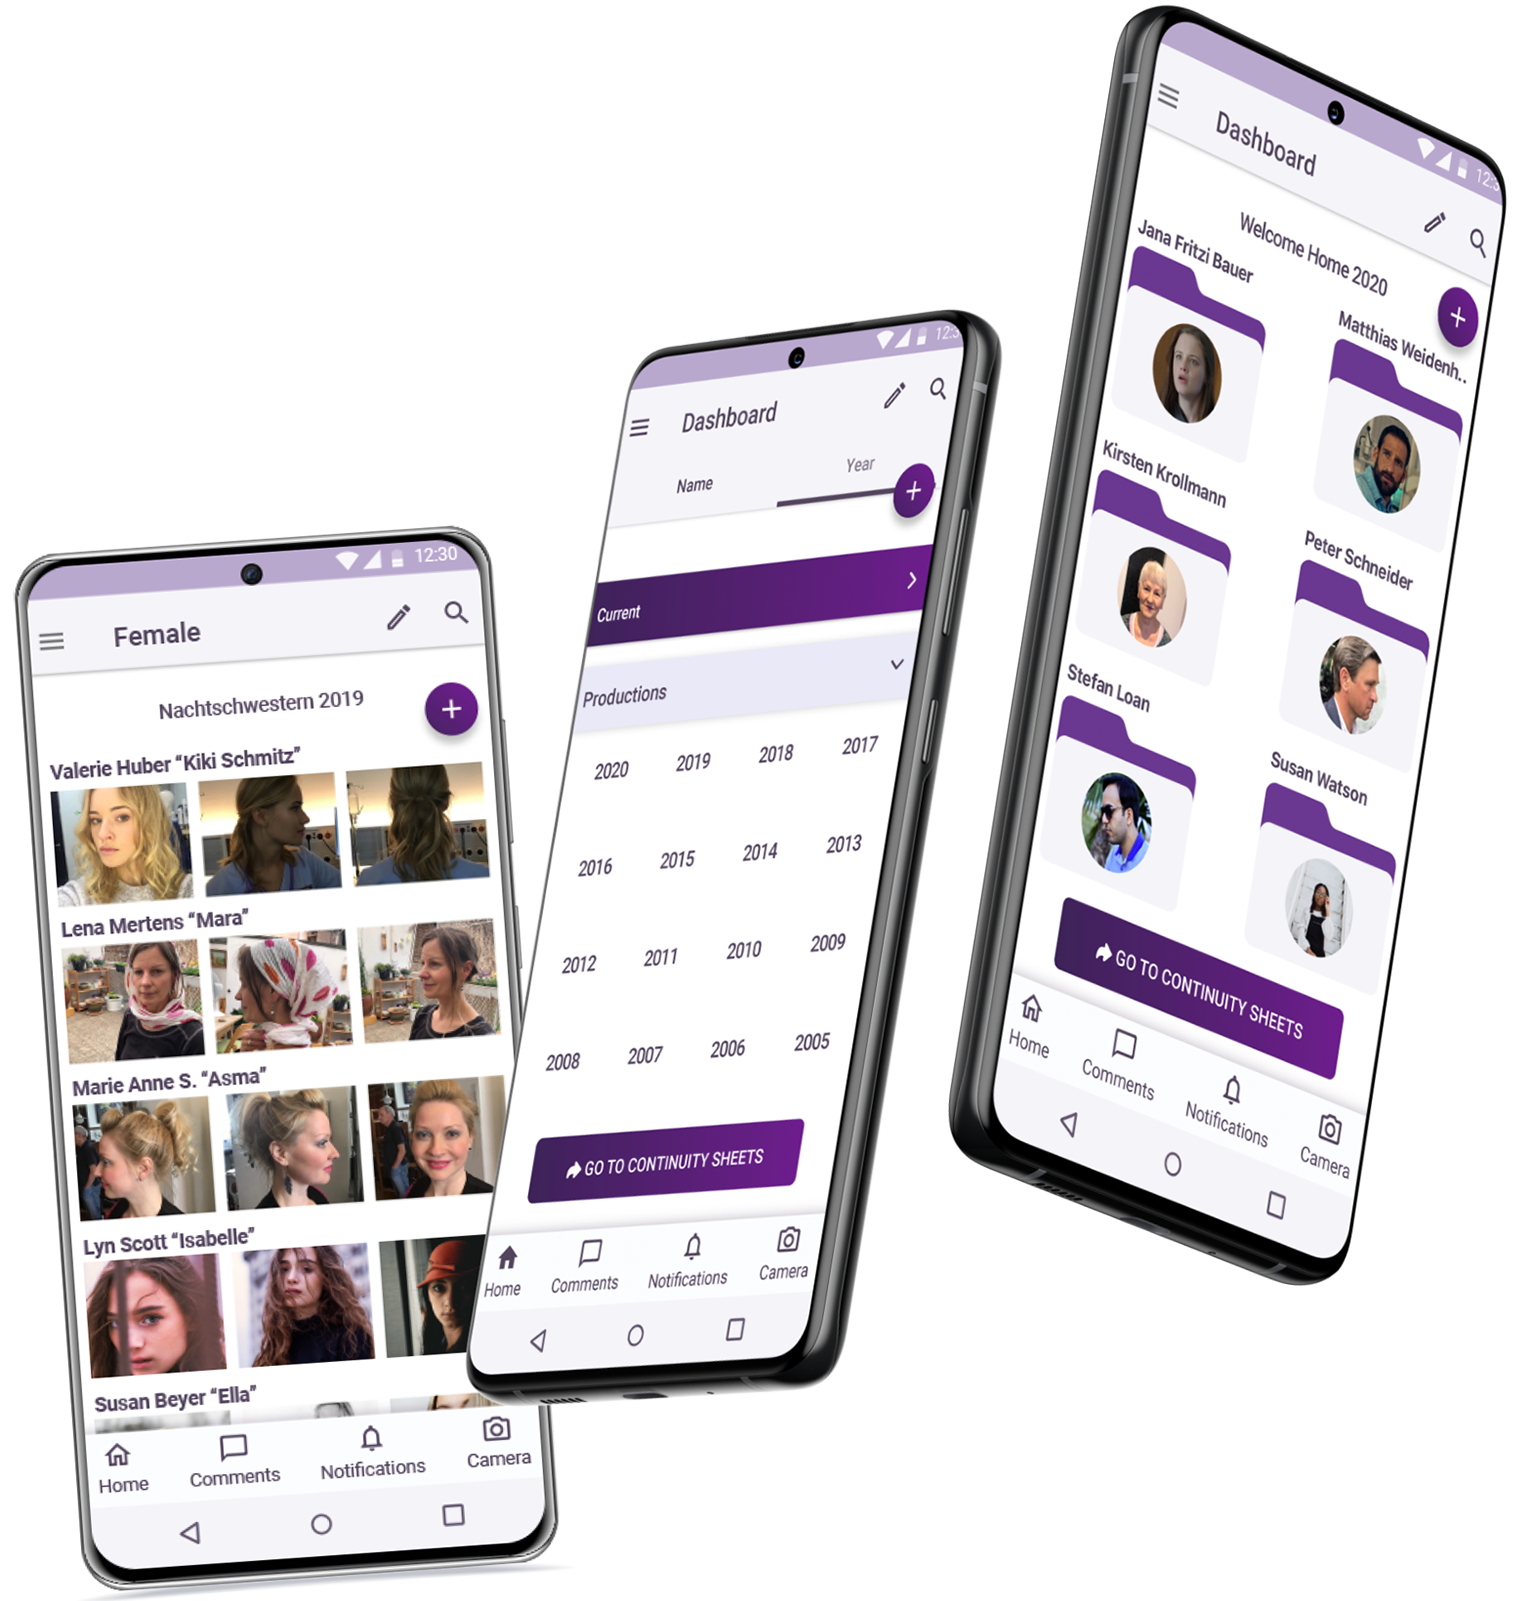 12:30
Female
Nachtschwestern 2019
+
Valerie Huber “Kiki Schmitz”
Lena Mertens “Mara”
Marie Anne S. “Asma”
Lyn Scott “Isabelle”
Susan Beyer “Ella”
Home Comments Notifications Camera
12:3
Dashboard
Name Year
+
Current
Productions
2020 2019 2018 2017
2016 2015 2014 2013
2012 2011 2010 2009
2008 2007 2006 2005
GO TO CONTINUITY SHEETS
Home Comments Notifications Camera
12:3
Dashboard
Welcome Home 2020
+
Jana Fritzi Bauer
Matthias Weidenh..
Kirsten Krollmann
Peter Schneider
Stefan Loan
Susan Watson
GO TO CONTINUITY SHEETS
Home Comments Notifications Camera